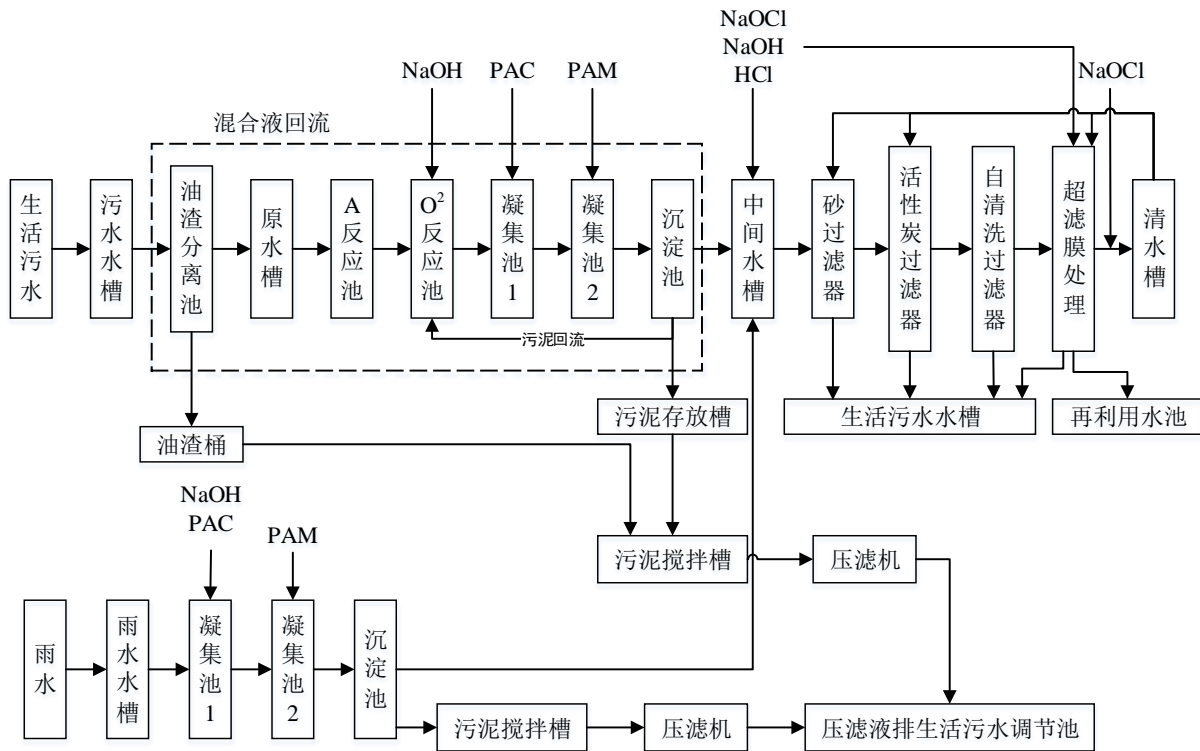 NaOCl
NaOH
HCl
NaOH
PAC
PAM
NaOCl
混合液回流
生活污水
污水水槽
油渣分离池
原水槽
A反应池
O²反应池
凝集池1
凝集池2
沉淀池
中间水槽
砂过滤器
活性炭过滤器
自清洗过滤器
超滤膜处理
清水槽
污泥回流
污泥存放槽
生活污水水槽
再利用水池
油渣桶
NaOH
PAC
PAM
污泥搅拌槽
压滤机
雨水
雨水水槽
凝集池1
凝集池2
沉淀池
污泥搅拌槽
压滤机
压滤液排生活污水调节池